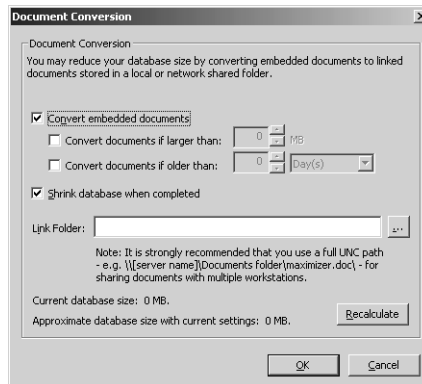 Document Conversion
Document Conversion
You may reduce your database size by converting embedded documents to linked
documents stored in a local or network shared folder.
Convert embedded documents
Convert documents if larger than: 0 MB
Convert documents if older than: 0 Day(s)
Shrink database when completed
Link Folder: ...
Note: It is strongly recommended that you use a full UNC path
- e.g. \\[server name]\Documents folder\maximizer.doc\ - for
sharing documents with multiple workstations.
Current database size: 0 MB.
Approximate database size with current settings: 0 MB.
Recalculate
OK Cancel